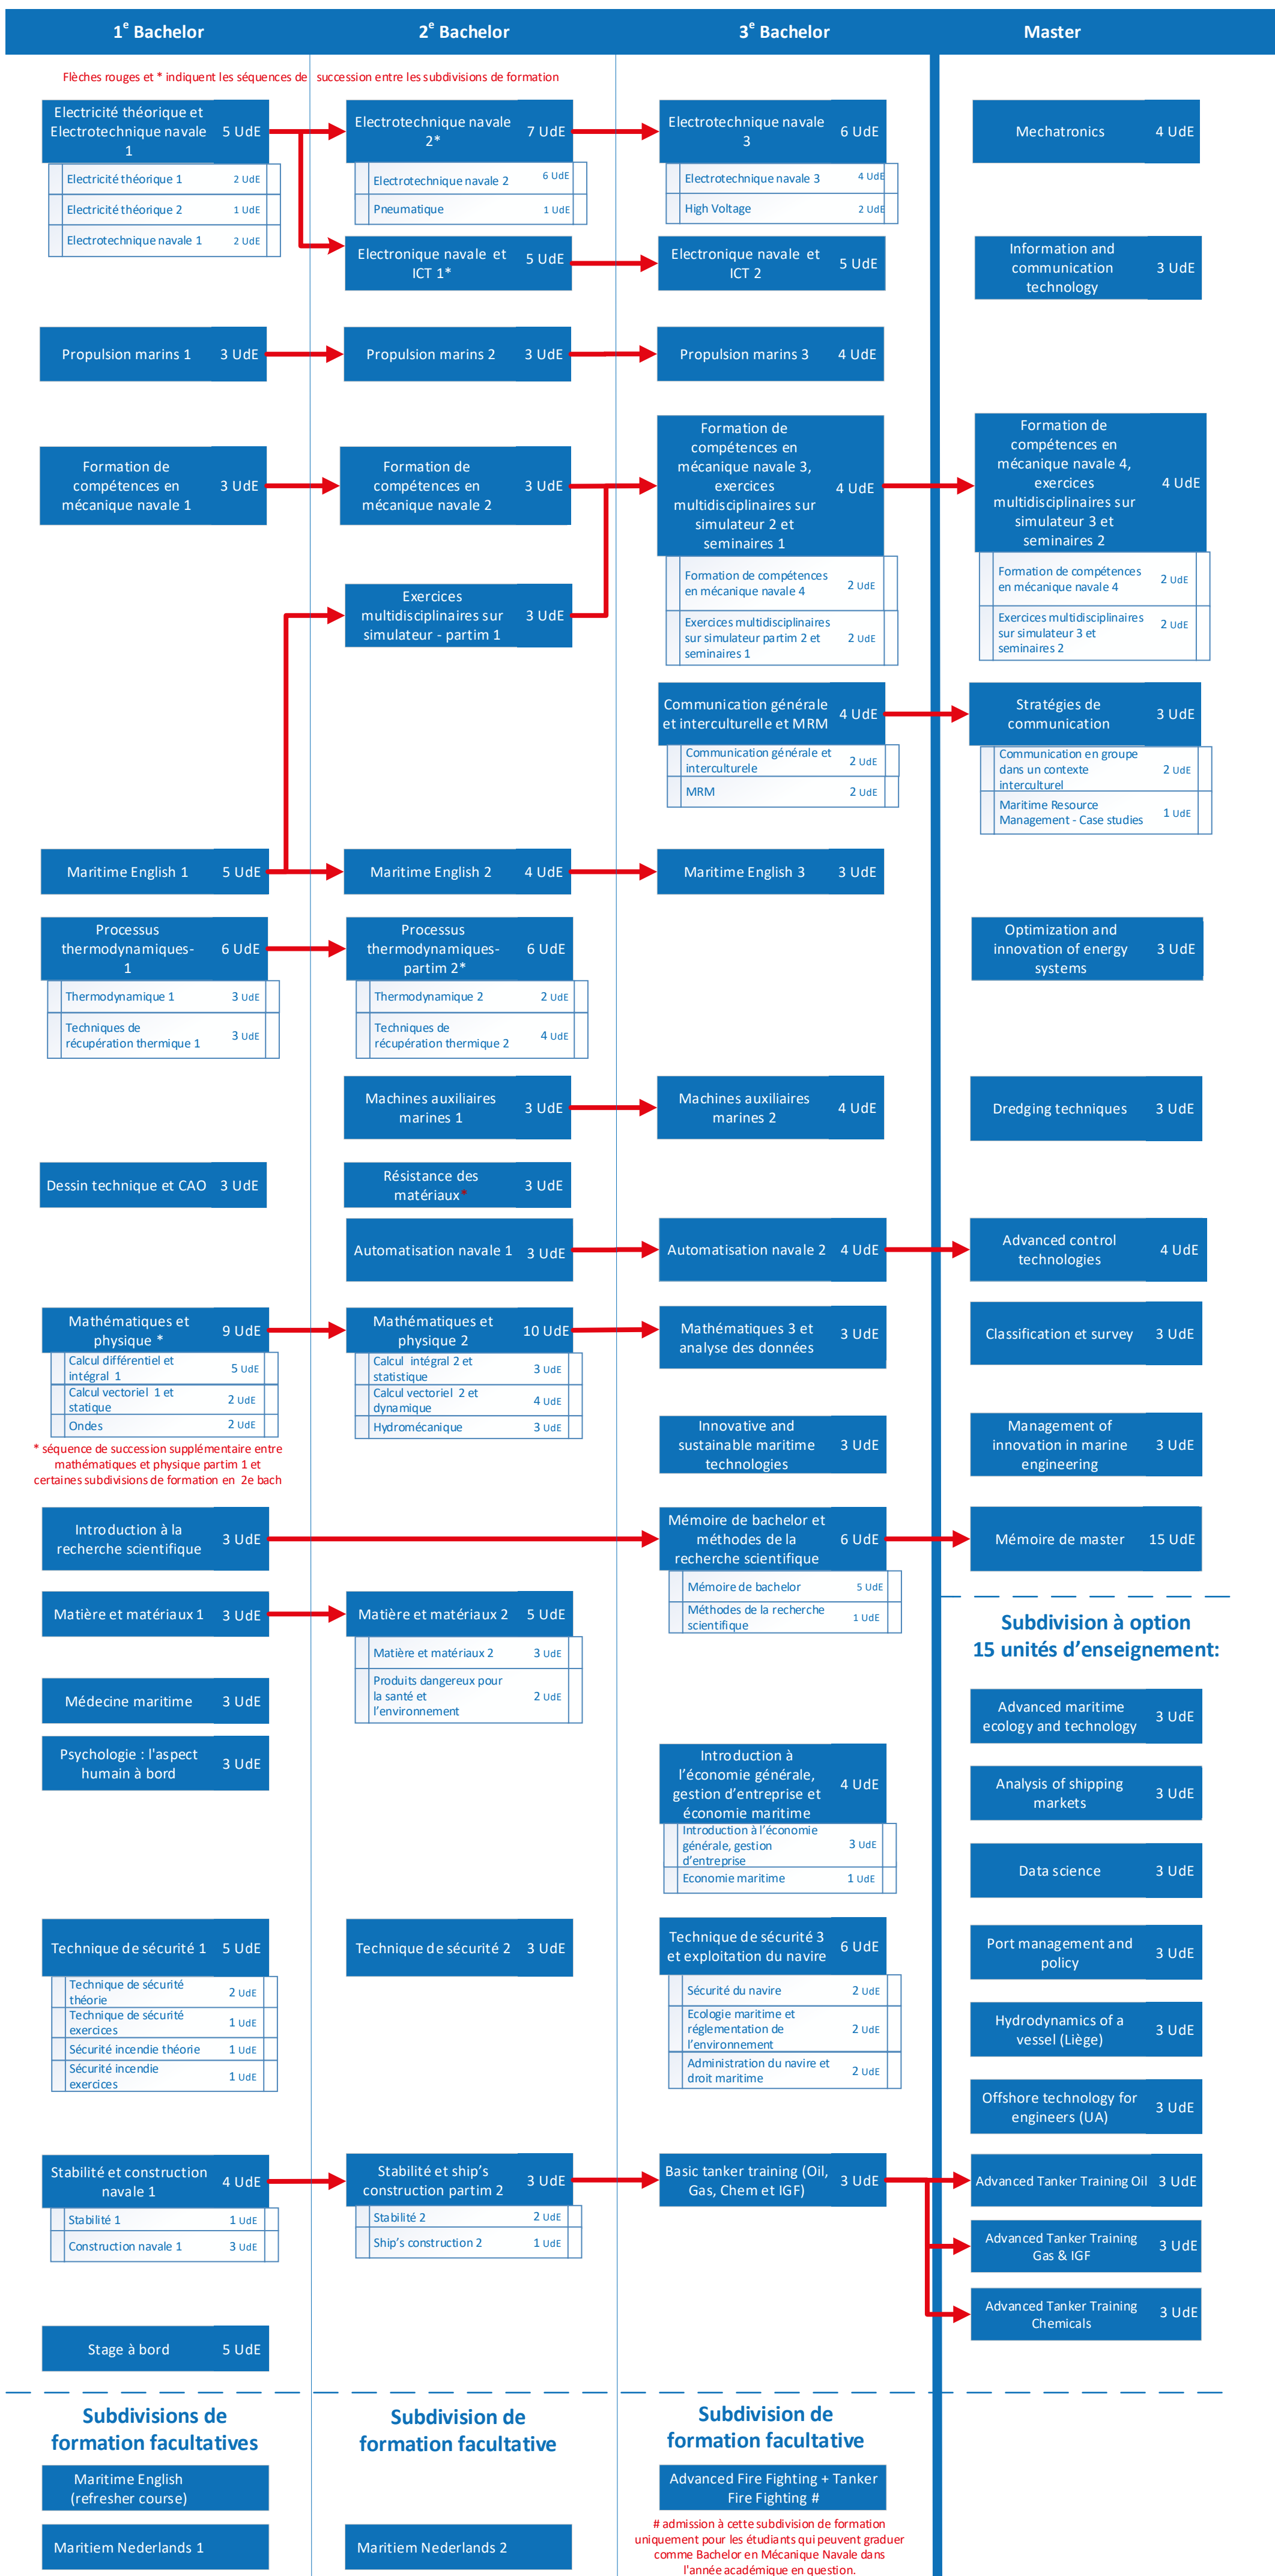 1e Bachelor
2e Bachelor
3e Bachelor
Master
Flèches rouges et * indiquent les séquences de succession entre les subdivisions de formation
Electricité théorique et
Electrotechnique navale
1
5 UdE
Electricité théorique 1 2 UdE
Electricité théorique 2 1 UdE
Electrotechnique navale 1 2 UdE
Propulsion marins 1 3 UdE
Formation de
compétences en
mécanique navale 1
3 UdE
Maritime English 1 5 UdE
Processus
thermodynamiques-
1
6 UdE
Thermodynamique 1 3 UdE
Techniques de
récupération thermique 1
3 UdE
Dessin technique et CAO 3 UdE
Mathématiques et
physique *
9 UdE
Calcul différentiel et
intégral 1
5 UdE
Calcul vectoriel 1 et
statique
2 UdE
Ondes 2 UdE
* séquence de succession supplémentaire entre
mathématiques et physique partim 1 et
certaines subdivisions de formation en 2e bach
Introduction à la
recherche scientifique
3 UdE
Matière et matériaux 1 3 UdE
Médecine maritime 3 UdE
Psychologie : l'aspect
humain à bord
3 UdE
Technique de sécurité 1 5 UdE
Technique de sécurité
théorie
2 UdE
Technique de sécurité
exercices
1 UdE
Sécurité incendie théorie 1 UdE
Sécurité incendie
exercices
1 UdE
Stabilité et construction
navale 1
4 UdE
Stabilité 1 1 UdE
Construction navale 1 3 UdE
Stage à bord 5 UdE
Subdivisions de
formation facultatives
Maritime English
(refresher course)
Maritiem Nederlands 1
Electrotechnique navale
2*
7 UdE
Electrotechnique navale 2 6 UdE
Pneumatique 1 UdE
Electronique navale et
ICT 1*
5 UdE
Propulsion marins 2 3 UdE
Formation de
compétences en
mécanique navale 2
3 UdE
Exercices
multidisciplinaires sur
simulateur - partim 1
3 UdE
Maritime English 2 4 UdE
Processus
thermodynamiques-
partim 2*
6 UdE
Thermodynamique 2 2 UdE
Techniques de
récupération thermique 2
4 UdE
Machines auxiliaires
marines 1
3 UdE
Résistance des
matériaux*
3 UdE
Automatisation navale 1 3 UdE
Mathématiques et
physique 2
10 UdE
Calcul intégral 2 et
statistique
3 UdE
Calcul vectoriel 2 et
dynamique
4 UdE
Hydromécanique 3 UdE
Matière et matériaux 2 5 UdE
Matière et matériaux 2 3 UdE
Produits dangereux pour
la santé et
l’environnement
2 UdE
Technique de sécurité 2 3 UdE
Stabilité et ship’s
construction partim 2
3 UdE
Stabilité 2 2 UdE
Ship’s construction 2 1 UdE
Subdivision de
formation facultative
Maritiem Nederlands 2
Electrotechnique navale
3
6 UdE
Electrotechnique navale 3 4 UdE
High Voltage 2 UdE
Electronique navale et
ICT 2
5 UdE
Propulsion marins 3 4 UdE
Formation de
compétences en
mécanique navale 3,
exercices
multidisciplinaires sur
simulateur 2 et
seminaires 1
4 UdE
Formation de compétences
en mécanique navale 4
2 UdE
Exercices multidisciplinaires
sur simulateur partim 2 et
seminaires 1
2 UdE
Communication générale
et interculturelle et MRM
4 UdE
Communication générale et
interculturele
2 UdE
MRM 2 UdE
Maritime English 3 3 UdE
Machines auxiliaires
marines 2
4 UdE
Automatisation navale 2 4 UdE
Mathématiques 3 et
analyse des données
3 UdE
Innovative and
sustainable maritime
technologies
3 UdE
Mémoire de bachelor et
méthodes de la
recherche scientifique
6 UdE
Mémoire de bachelor 5 UdE
Méthodes de la recherche
scientifique
1 UdE
Introduction à
l’économie générale,
gestion d’entreprise et
économie maritime
4 UdE
Introduction à l’économie
générale, gestion
d’entreprise
3 UdE
Economie maritime 1 UdE
Technique de sécurité 3
et exploitation du navire
6 UdE
Sécurité du navire 2 UdE
Ecologie maritime et
réglementation de
l’environnement
2 UdE
Administration du navire et
droit maritime
2 UdE
Basic tanker training (Oil,
Gas, Chem et IGF)
3 UdE
Subdivision de
formation facultative
Advanced Fire Fighting + Tanker
Fire Fighting #
# admission à cette subdivision de formation
uniquement pour les étudiants qui peuvent graduer
comme Bachelor en Mécanique Navale dans
l'année académique en question.
Mechatronics 4 UdE
Information and
communication
technology
3 UdE
Formation de
compétences en
mécanique navale 4,
exercices
multidisciplinaires sur
simulateur 3 et
seminaires 2
4 UdE
Formation de compétences
en mécanique navale 4
2 UdE
Exercices multidisciplinaires
sur simulateur 3 et
seminaires 2
2 UdE
Stratégies de
communication
3 UdE
Communication en groupe
dans un contexte
interculturel
2 UdE
Maritime Resource
Management - Case studies
1 UdE
Optimization and
innovation of energy
systems
3 UdE
Dredging techniques 3 UdE
Advanced control
technologies
4 UdE
Classification et survey 3 UdE
Management of
innovation in marine
engineering
3 UdE
Mémoire de master 15 UdE
Subdivision à option
15 unités d’enseignement:
Advanced maritime
ecology and technology
3 UdE
Analysis of shipping
markets
3 UdE
Data science 3 UdE
Port management and
policy
3 UdE
Hydrodynamics of a
vessel (Liège)
3 UdE
Offshore technology for
engineers (UA)
3 UdE
Advanced Tanker Training Oil 3 UdE
Advanced Tanker Training
Gas & IGF
3 UdE
Advanced Tanker Training
Chemicals
3 UdE